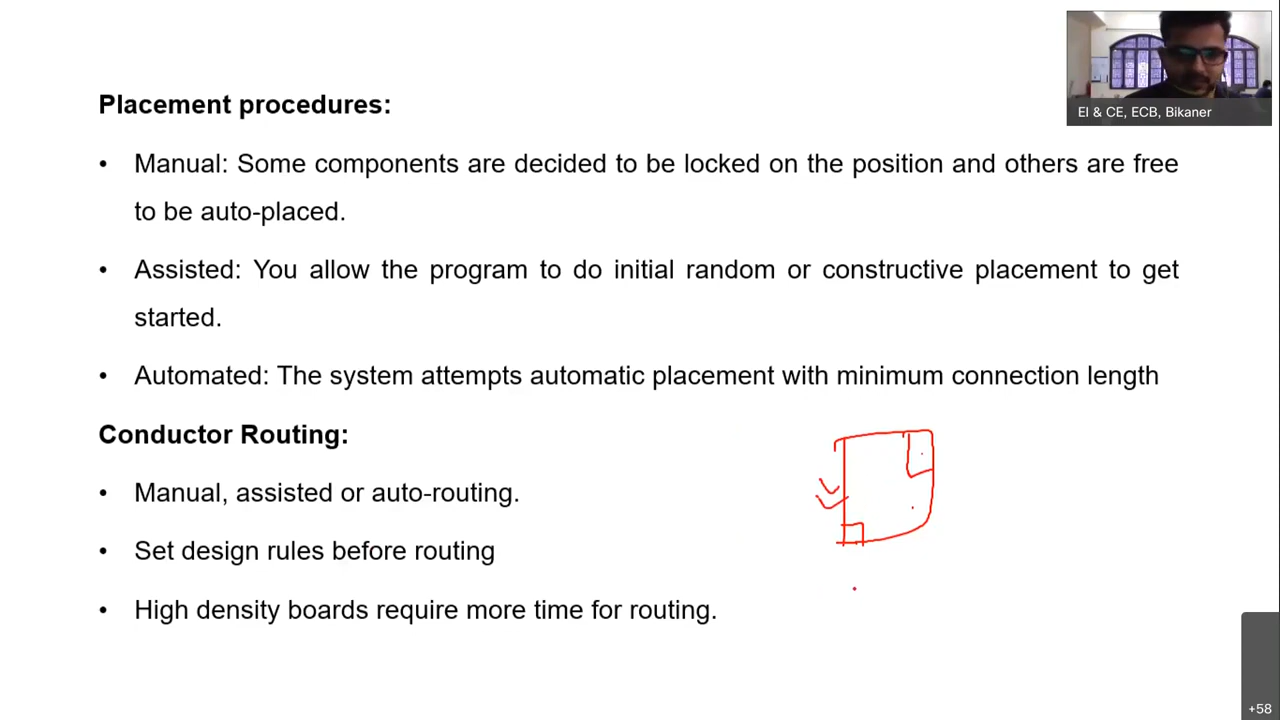 EI & CE, ECB, Bikaner
Placement procedures:
• Manual: Some components are decided to be locked on the position and others are free
to be auto-placed.
• Assisted: You allow the program to do initial random or constructive placement to get
started.
• Automated: The system attempts automatic placement with minimum connection length
Conductor Routing:
• Manual, assisted or auto-routing.
• Set design rules before routing
• High density boards require more time for routing.
+58